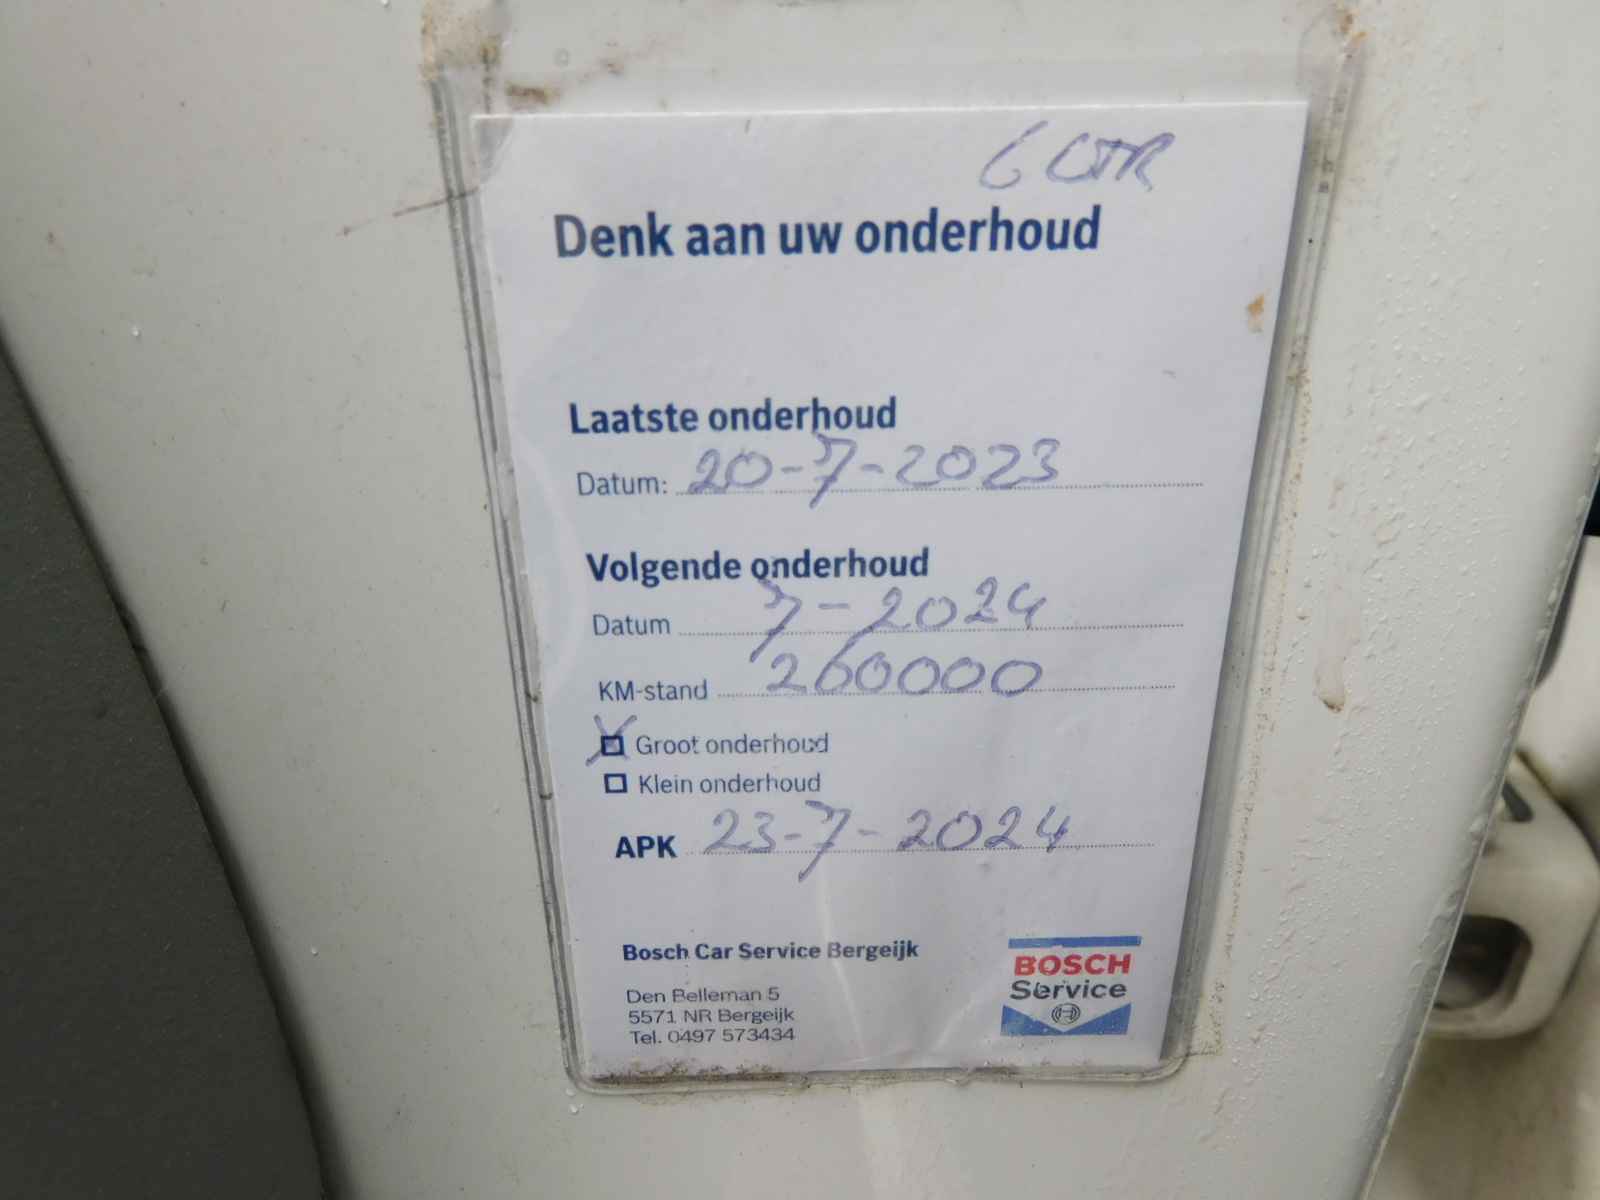 6 LTR
Denk aan uw onderhoud
Laatste onderhoud
Datum: 20-7-2023
Volgende onderhoud
Datum 7-2024
KM-stand 260000
Groot onderhoud
Klein onderhoud
APK 23-7-2024
Bosch Car Service Bergeijk
Den Belleman 5
5571 NR Bergeijk
Tel. 0497 573434
BOSCH
Service